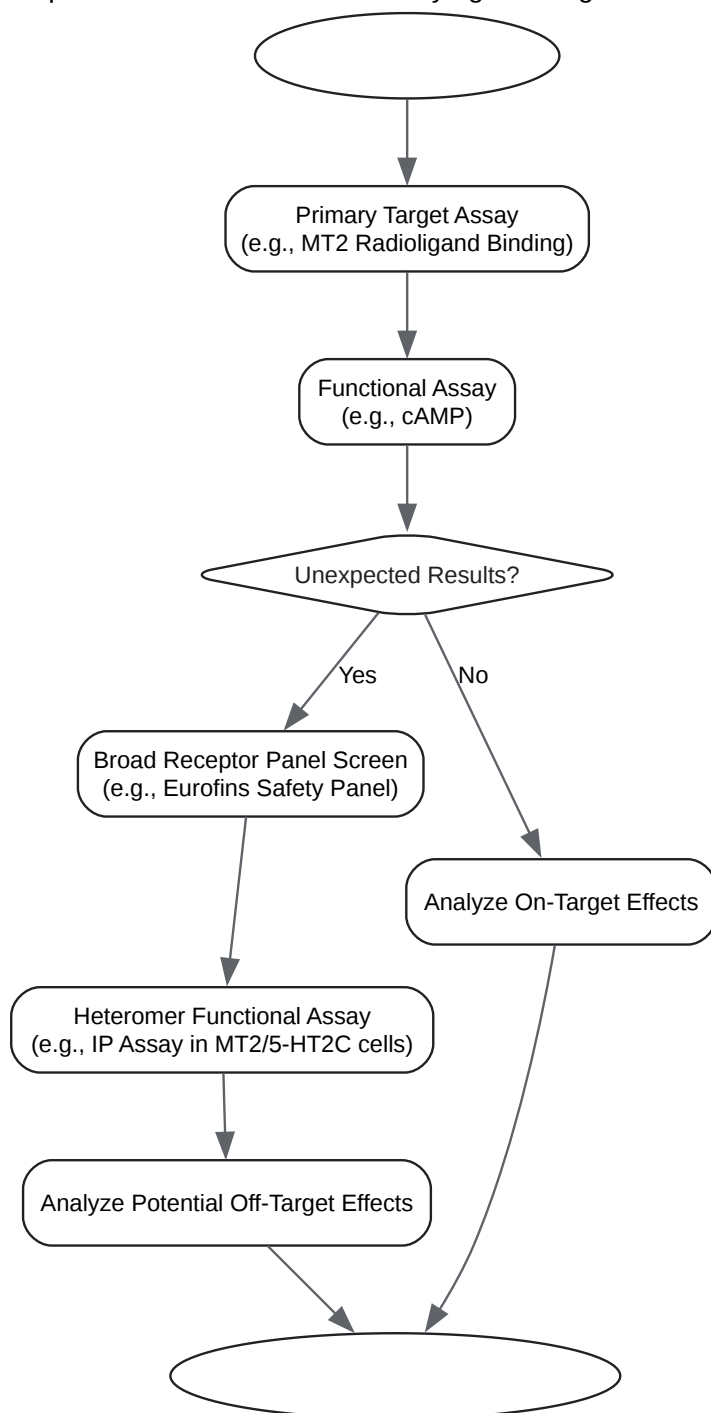 Primary Target Assay
(e.g., MT2 Radioligand Binding)
Functional Assay
(e.g., cAMP)
Unexpected Results?
Yes
No
Broad Receptor Panel Screen
(e.g., Eurofins Safety Panel)
Analyze On-Target Effects
Heteromer Functional Assay
(e.g., IP Assay in MT2/5-HT2C cells)
Analyze Potential Off-Target Effects